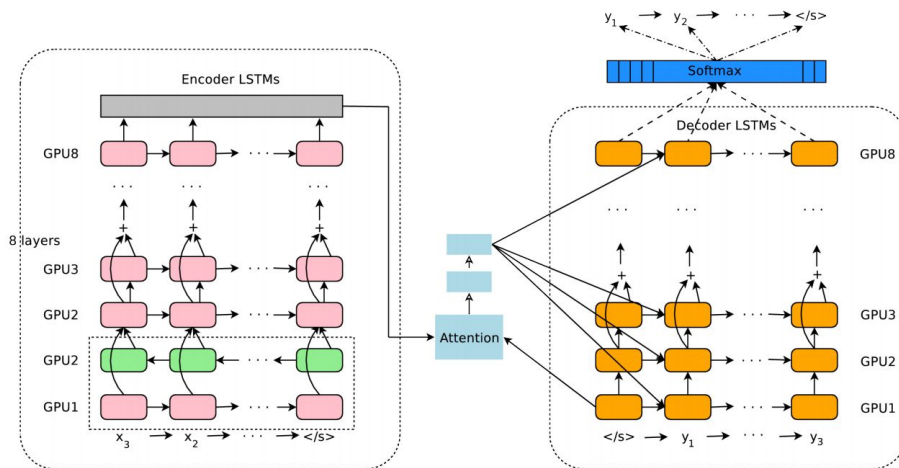 y1 y2 · · · </s>
Softmax
Encoder LSTMs
Decoder LSTMs
GPU8 · · · GPU8
· · · · · ·
+ + +
8 layers
GPU3 · · ·
+ + +
GPU2 · · · · · · GPU3
Attention
GPU2 · · · · · · GPU2
GPU1 · · · · · · GPU1
x3 x2 · · · </s> </s> y1 · · · y3